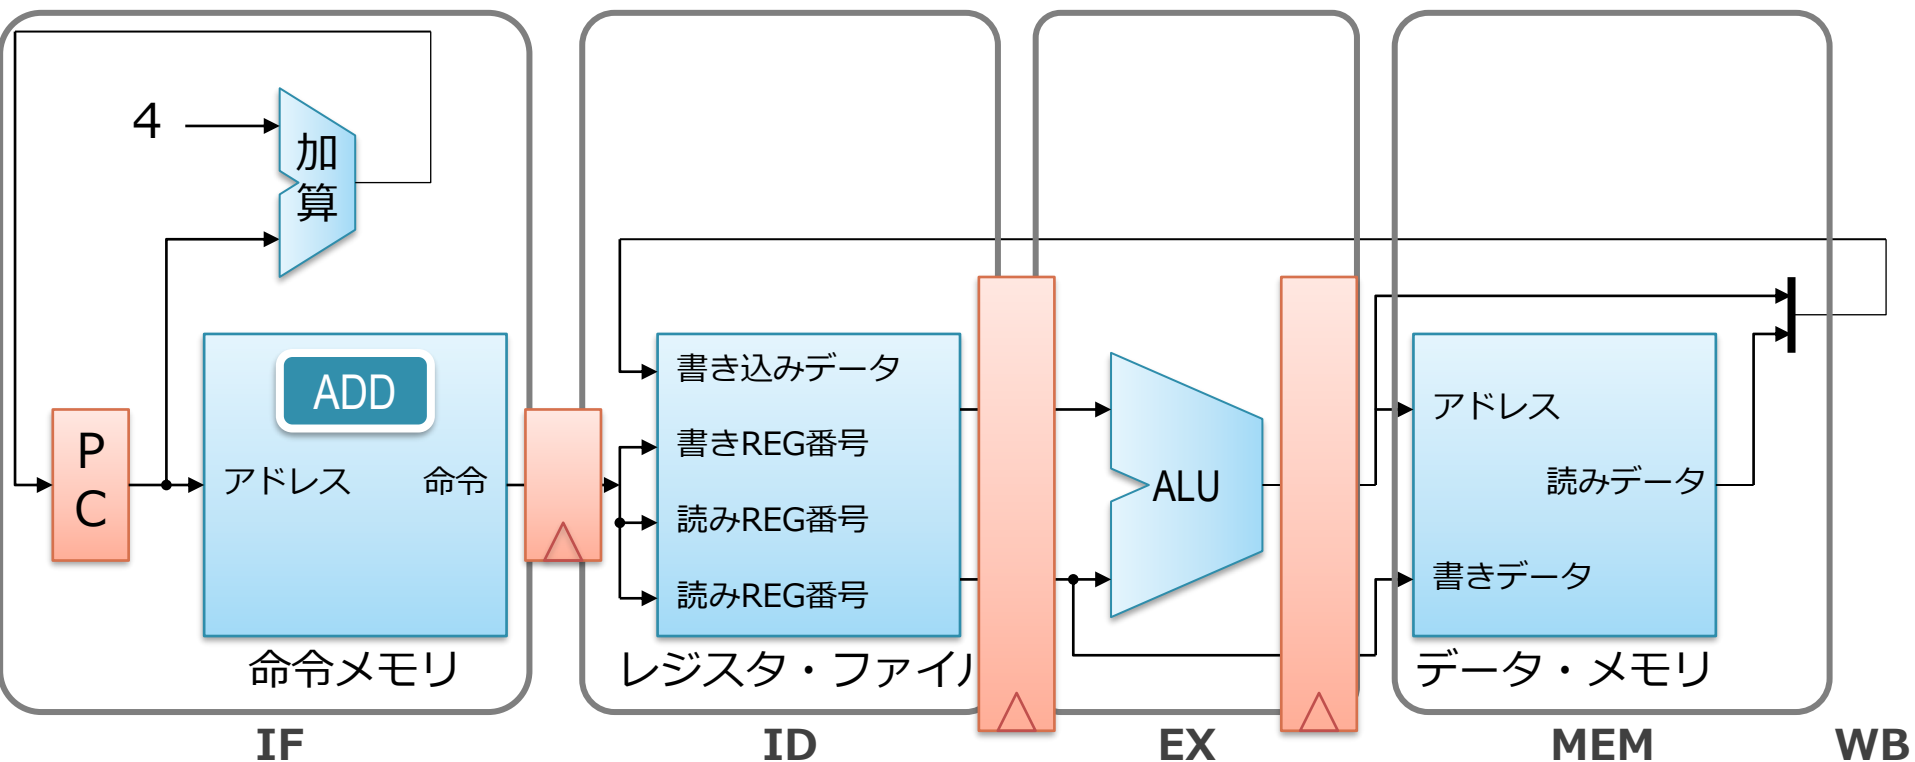 4
加
算
ADD
P
C
アドレス
命令
命令メモリ
IF
書き込みデータ
書きREG番号
読みREG番号
読みREG番号
レジスタ・ファイル
ID
ALU
EX
アドレス
読みデータ
書きデータ
データ・メモリ
MEM
WB